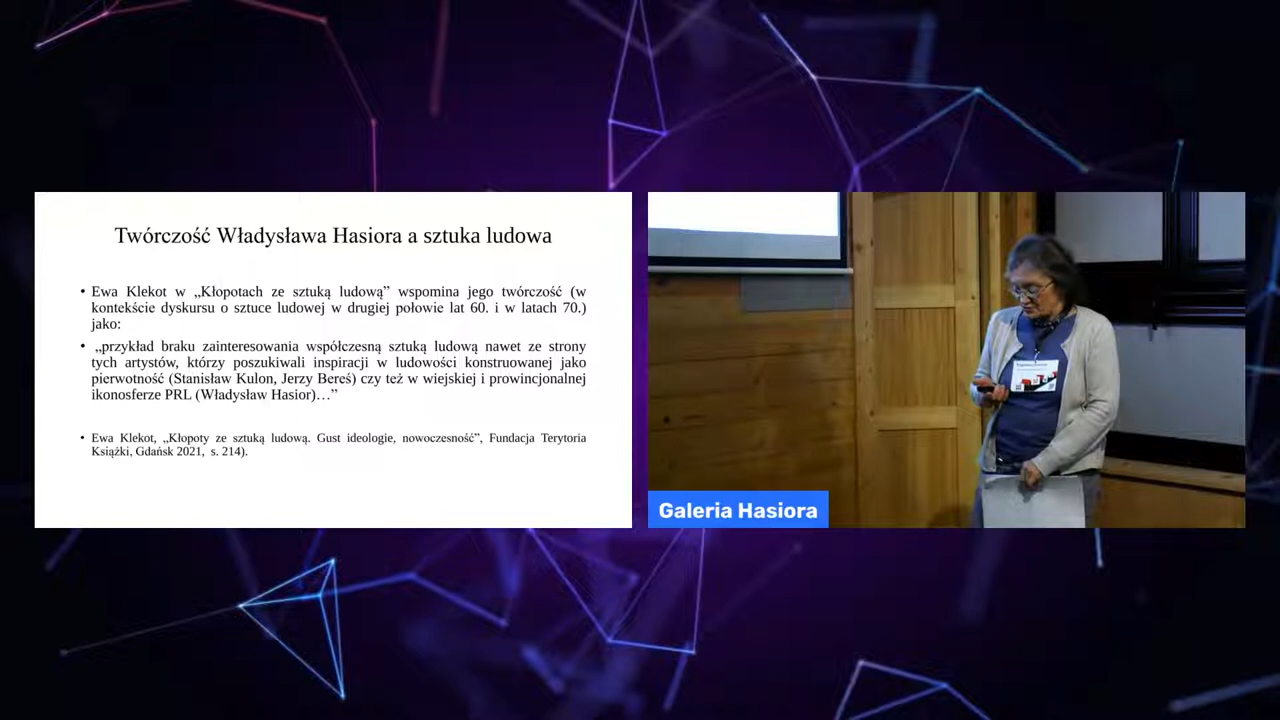 Twórczość Władysława Hasiora a sztuka ludowa
• Ewa Klekot w „Kłopotach ze sztuką ludową” wspomina jego twórczość (w
kontekście dyskursu o sztuce ludowej w drugiej połowie lat 60. i w latach 70.)
jako:
• „przykład braku zainteresowania współczesną sztuką ludową nawet ze strony
tych artystów, którzy poszukiwali inspiracji w ludowości konstruowanej jako
pierwotność (Stanisław Kulon, Jerzy Bereś) czy też w wiejskiej i prowincjonalnej
ikonosferze PRL (Władysław Hasior)…”
• Ewa Klekot, „Kłopoty ze sztuką ludową. Gust ideologie, nowoczesność”, Fundacja Terytoria
Książki, Gdańsk 2021, s. 214).
Galeria Hasiora